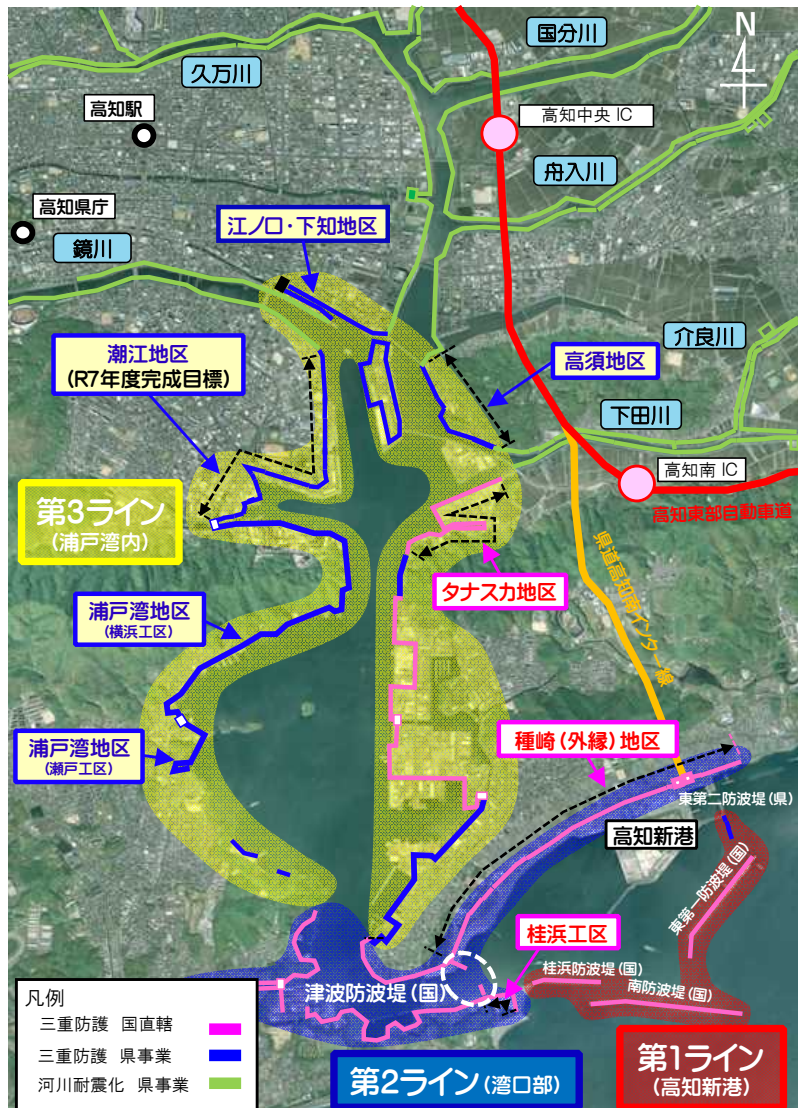 国分川
N
久万川
高知駅
高知中央 IC
舟入川
高知県庁
江ノ口・下知地区
鏡川
介良川
潮江地区
(R7年度完成目標)
高須地区
下田川
高知南 IC
第3ライン
(浦戸湾内)
高知東部自動車道
県道高知南インター線
タナスカ地区
浦戸湾地区
(横浜工区)
種崎(外縁)地区
浦戸湾地区
(瀬戸工区)
東第二防波堤(県)
高知新港
東第一防波堤(国)
桂浜工区
桂浜防波堤(国)
津波防波堤(国)
南防波堤(国)
凡例
三重防護 国直轄
三重防護 県事業
河川耐震化 県事業
第2ライン(湾口部)
第1ライン
(高知新港)